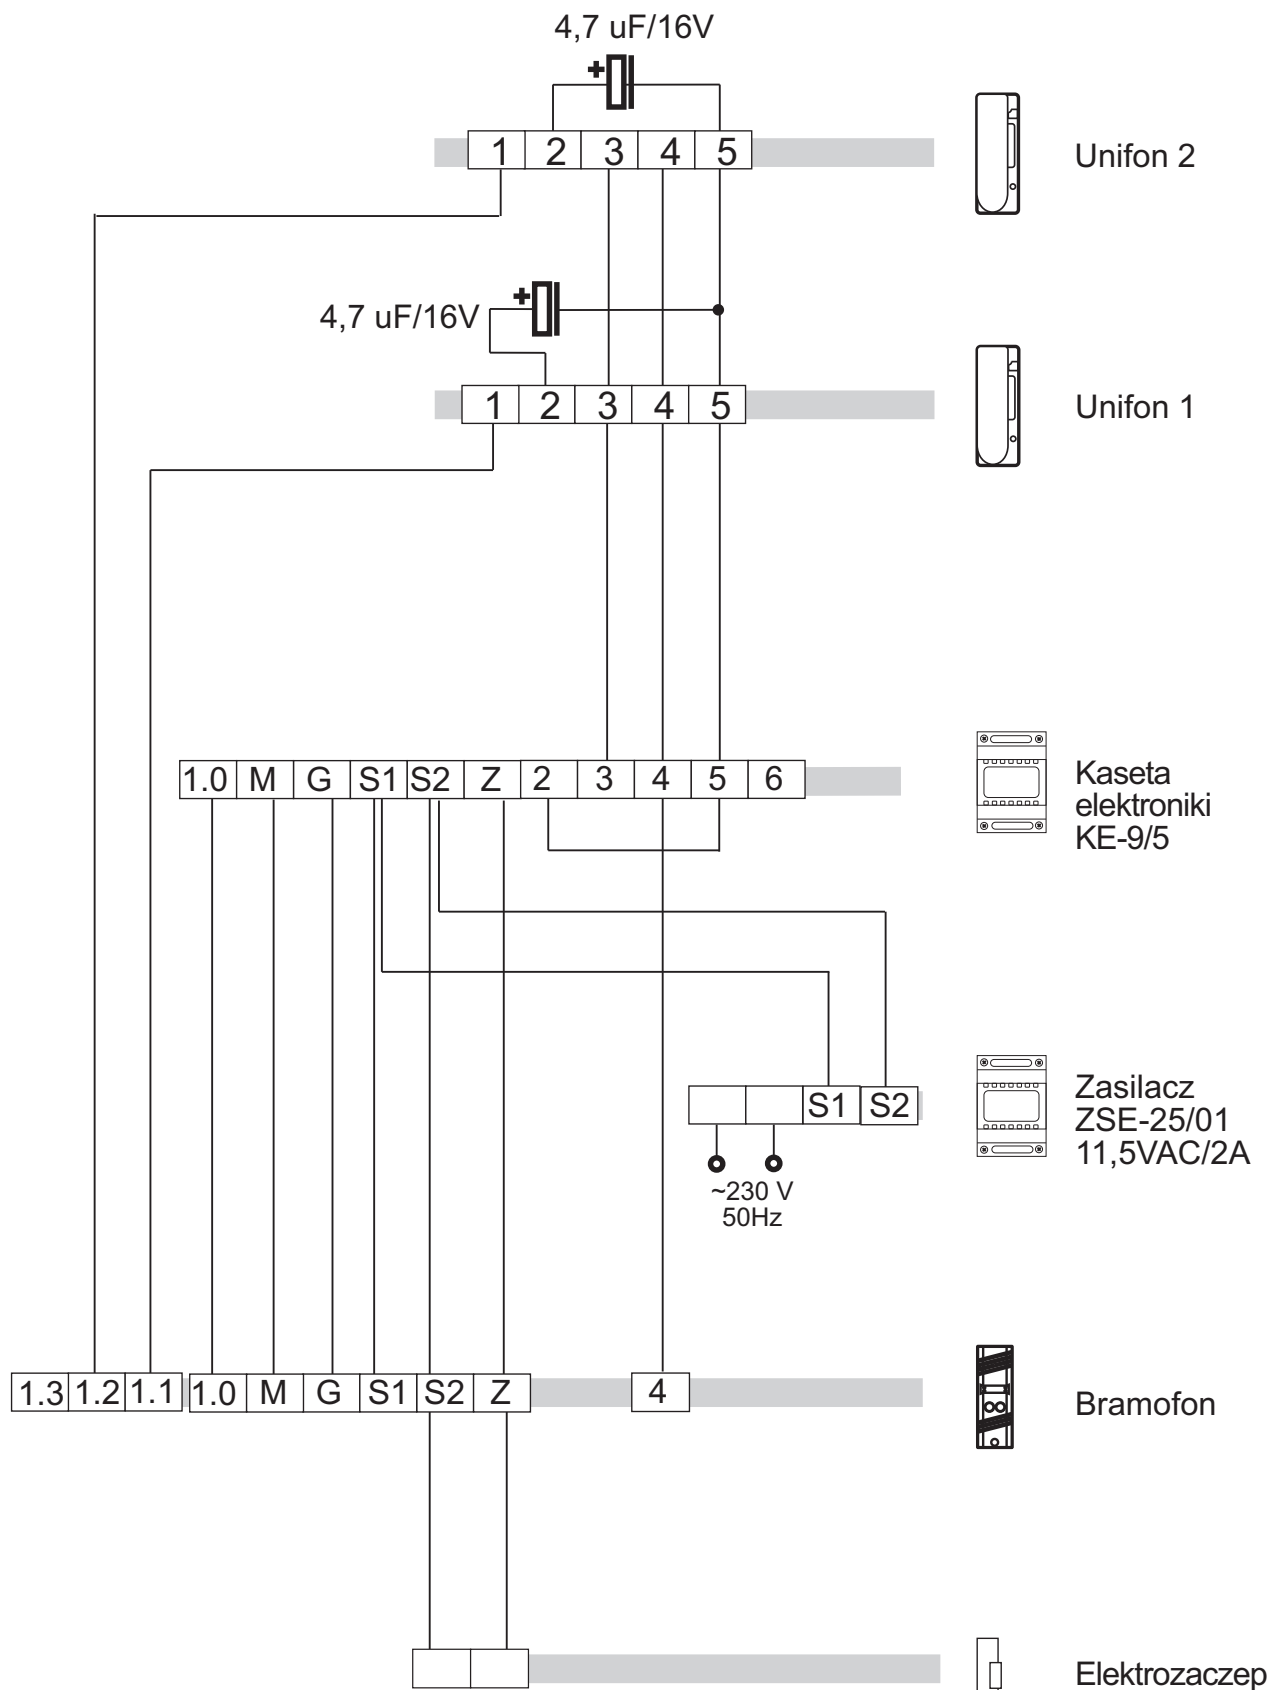 4,7 uF/16V
+
1 2 3 4 5
Unifon 2
+
4,7 uF/16V
1 2 3 4 5
Unifon 1
1.0 M G S1 S2 Z 2 3 4 5 6
Kaseta
elektroniki
KE-9/5
S1 S2
~230 V
50Hz
Zasilacz
ZSE-25/01
11,5VAC/2A
1.3 1.2 1.1 1.0 M G S1 S2 Z 4
Bramofon
Elektrozaczep